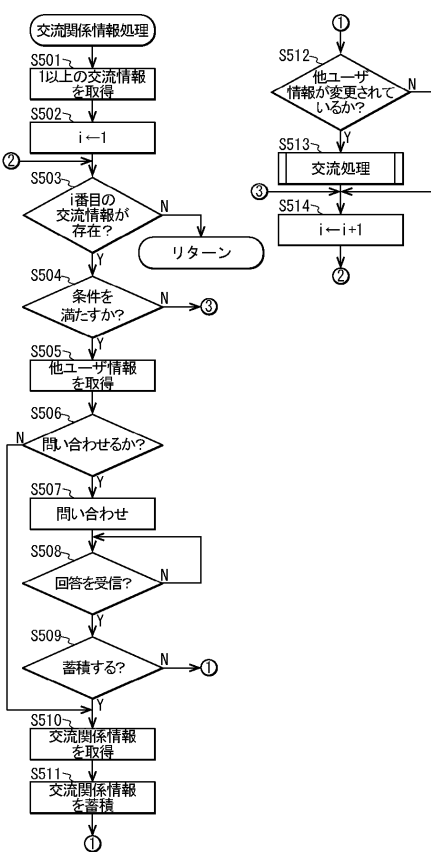 交流関係情報処理
S501
1以上の交流情報
を取得
S502
i←1
②
S503
i番目の
交流情報が
存在?
N
リターン
Y
S504
条件を
満たすか?
N
③
Y
S505
他ユーザ情報
を取得
S506
N
問い合わせるか?
Y
S507
問い合わせ
S508
回答を受信?
N
Y
S509
蓄積する?
N
①
Y
S510
交流関係情報
を取得
S511
交流関係情報
を蓄積
①
①
S512
他ユーザ
情報が変更されて
いるか?
N
Y
S513
交流処理
③
S514
i←i+1
②